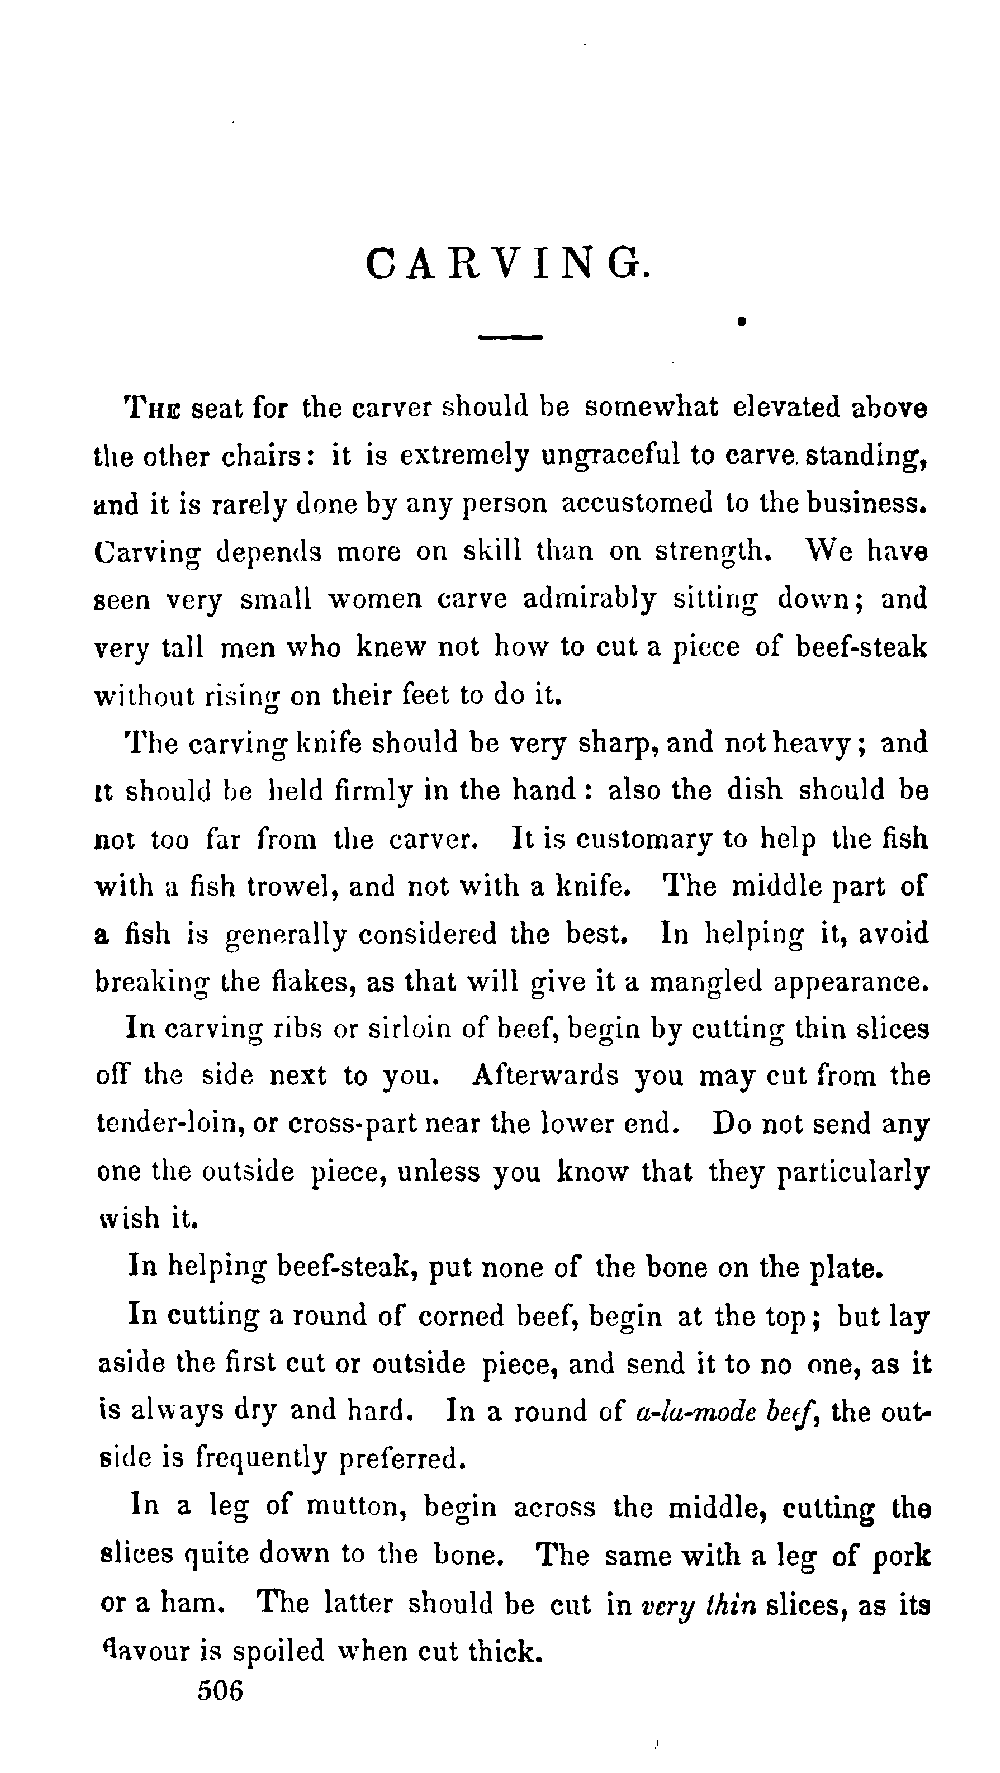 CARVING.
THE seat for the carver should be somewhat elevated above
the other chairs: it is extremely ungraceful to carve standing,
and it is rarely done by any person accustomed to the business.
Carving depends more on skill than on strength. We have
seen very small women carve admirably sitting down; and
very tall men who knew not how to cut a piece of beef-steak
without rising on their feet to do it.
The carving knife should be very sharp, and not heavy; and
it should be held firmly in the hand: also the dish should be
not too far from the carver. It is customary to help the fish
with a fish trowel, and not with a knife. The middle part of
a fish is generally considered the best. In helping it, avoid
breaking the flakes, as that will give it a mangled appearance.
In carving ribs or sirloin of beef, begin by cutting thin slices
off the side next to you. Afterwards you may cut from the
tender-loin, or cross-part near the lower end. Do not send any
one the outside piece, unless you know that they particularly
wish it.
In helping beef-steak, put none of the bone on the plate.
In cutting a round of corned beef, begin at the top; but lay
aside the first cut or outside piece, and send it to no one, as it
is always dry and hard. In a round of a-la-mode beef, the out-
side is frequently preferred.
In a leg of mutton, begin across the middle, cutting the
slices quite down to the bone. The same with a leg of pork
or a ham. The latter should be cut in very thin slices, as its
flavour is spoiled when cut thick.
506